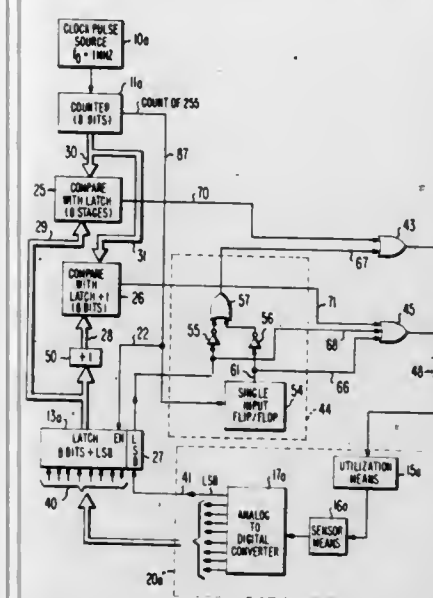 CLOCK PULSE
SOURCE
f0 = 1 MHZ
10a
11a
COUNT OF 255
COUNTER
(8 BITS)
30
87
25
COMPARE
WITH LATCH
(8 STAGES)
70
43
29
31
67
COMPARE
WITH
LATCH +1
(8 BITS)
26
57
56
71
45
28
22
55
68
48
50
+1
61
66
SINGLE
INPUT
FLIP/FLOP
54
44
13a
LATCH EN
8 BITS + LSB
LSB
27
UTILIZATION
MEANS
15a
40
41
LSB
17a
16a
ANALOG
TO
DIGITAL
CONVERTER
SENSOR
MEANS
20a